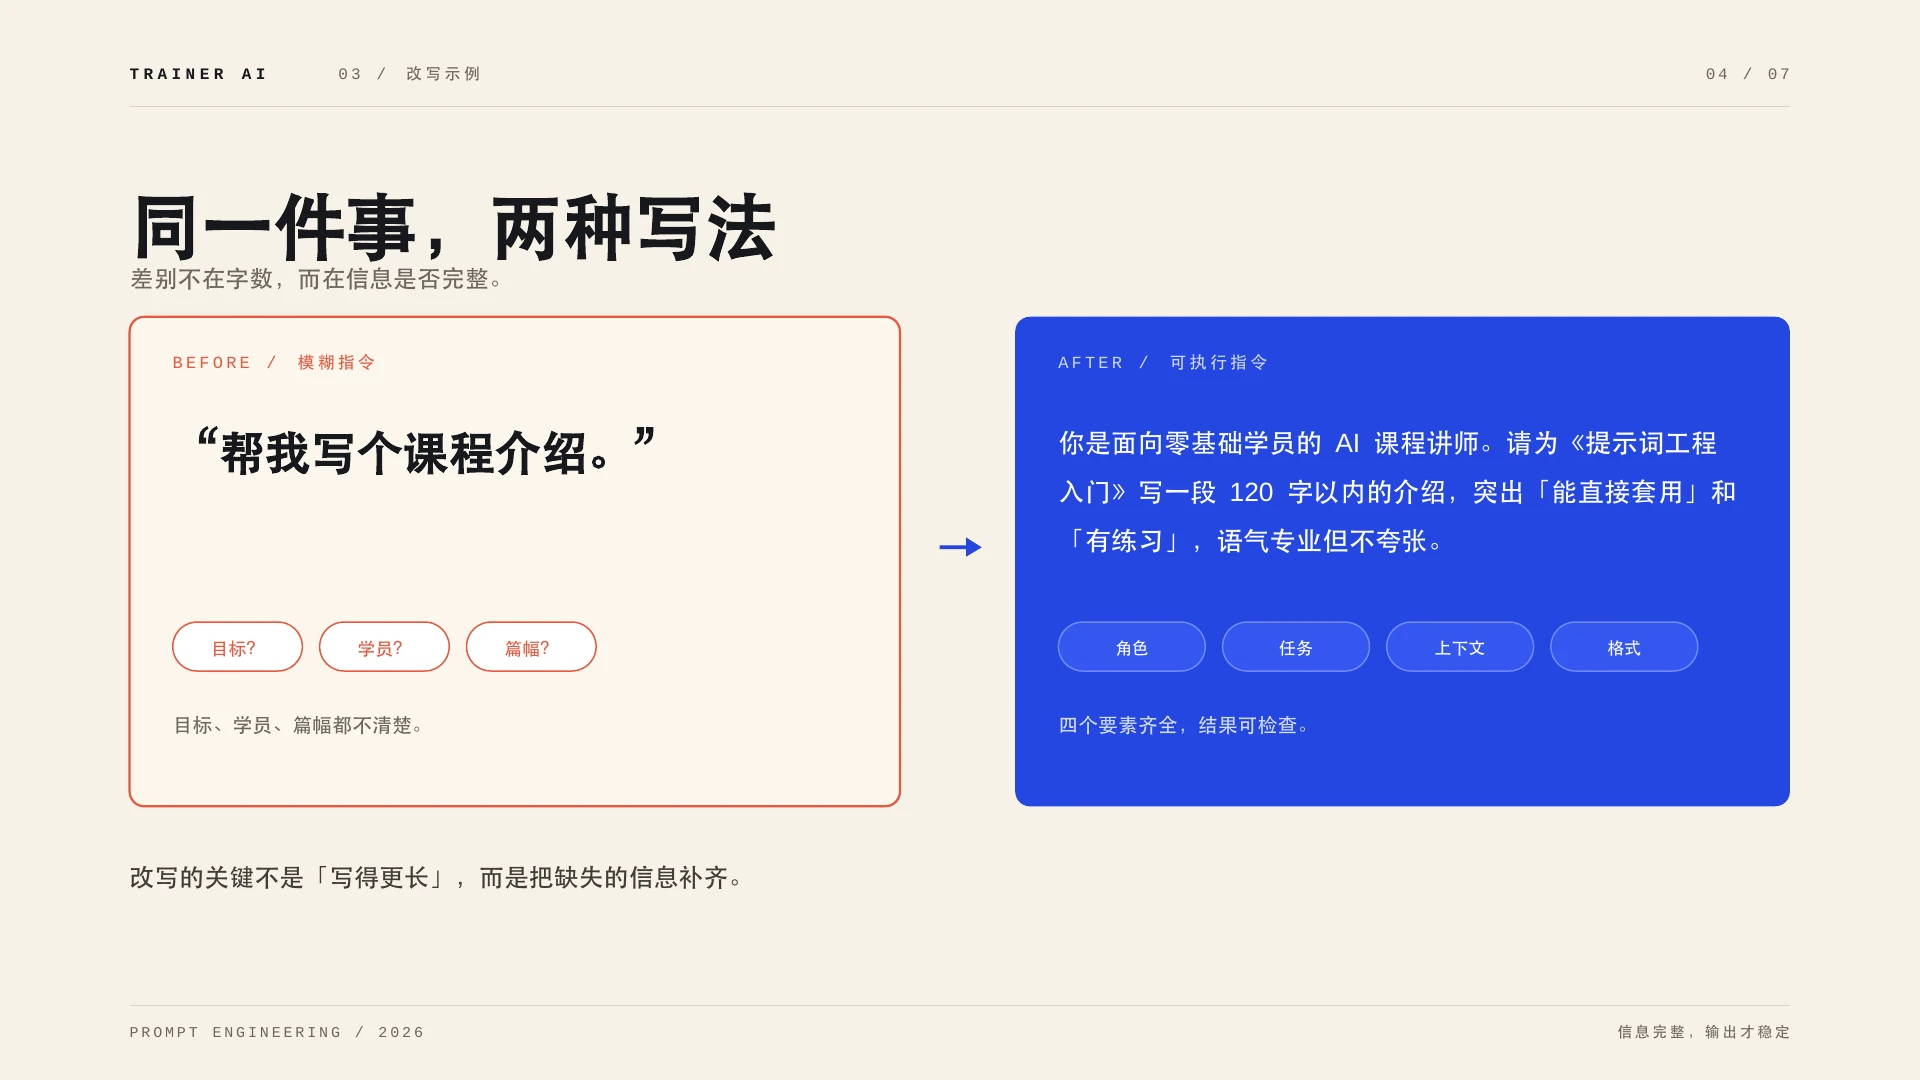 TRAINER AI 03 / 改写示例 04 / 07
同一件事，两种写法
差别不在字数，而在信息是否完整。
BEFORE / 模糊指令
“帮我写个课程介绍。”
目标? 学员? 篇幅?
目标、学员、篇幅都不清楚。
AFTER / 可执行指令
你是面向零基础学员的 AI 课程讲师。请为《提示词工程
入门》写一段 120 字以内的介绍，突出「能直接套用」和
「有练习」，语气专业但不夸张。
角色 任务 上下文 格式
四个要素齐全，结果可检查。
改写的关键不是「写得更长」，而是把缺失的信息补齐。
PROMPT ENGINEERING / 2026 信息完整，输出才稳定